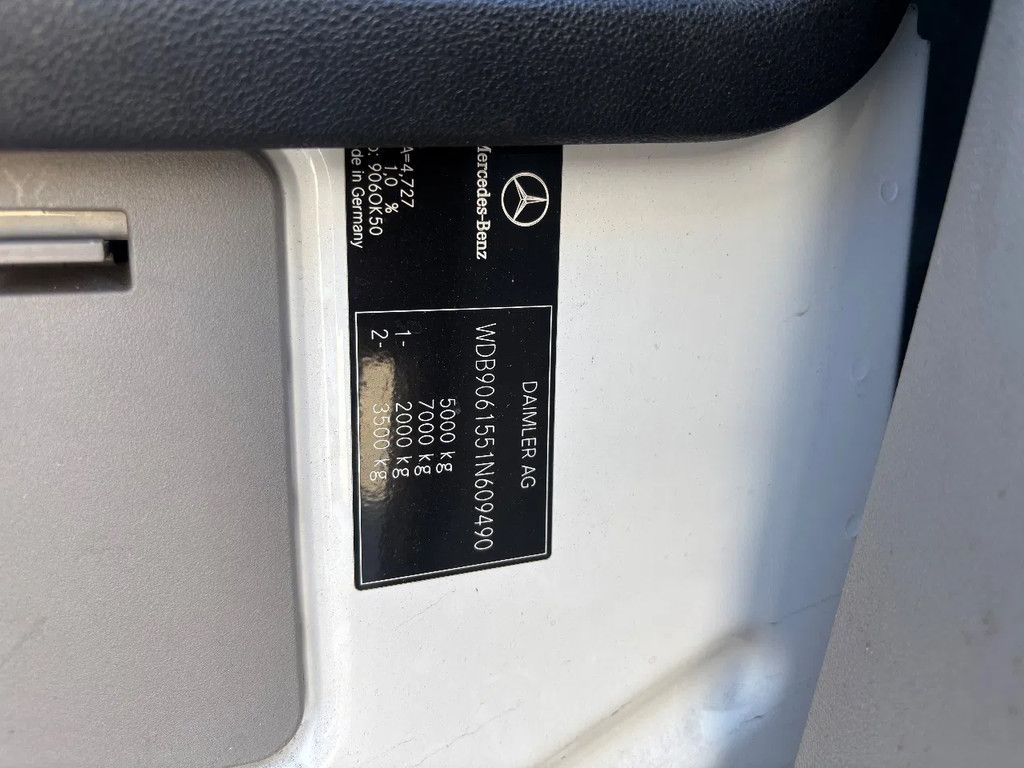 Mercedes-Benz
A=4,727
1,0 %
: 906OK50
de in Germany
DAIMLER AG
WDB9061551N609490
5000 kg
7000 kg
1- 2000 kg
2- 3500 kg